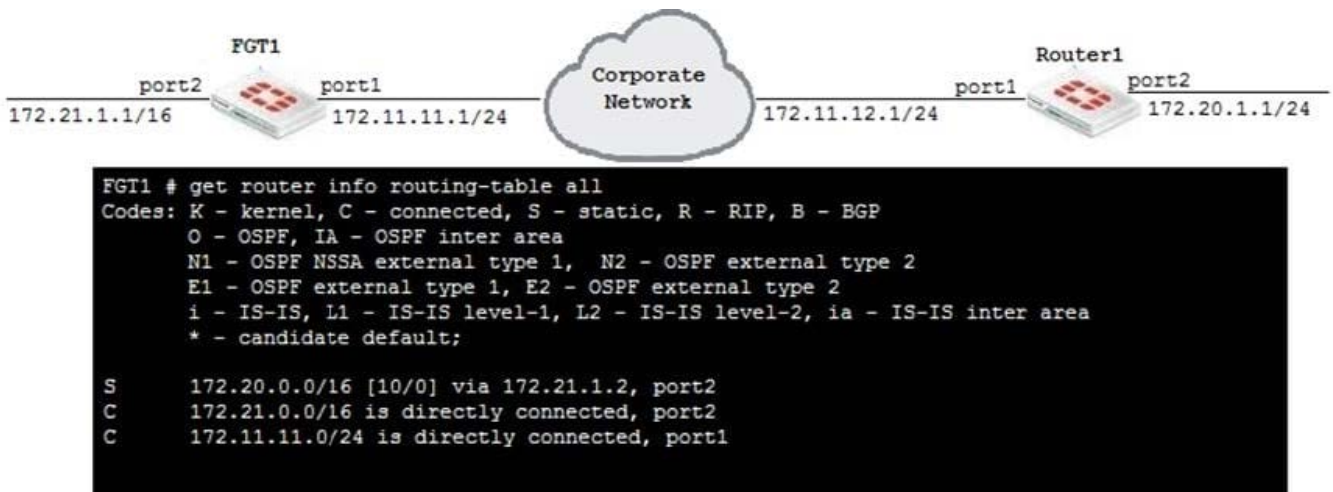 FGT1
port2
port1
172.21.1.1/16
172.11.11.1/24
Corporate
Network
Router1
port1
port2
172.11.12.1/24
172.20.1.1/24
FGT1 # get router info routing-table all
Codes: K - kernel, C - connected, S - static, R - RIP, B - BGP
O - OSPF, IA - OSPF inter area
N1 - OSPF NSSA external type 1, N2 - OSPF external type 2
E1 - OSPF external type 1, E2 - OSPF external type 2
i - IS-IS, L1 - IS-IS level-1, L2 - IS-IS level-2, ia - IS-IS inter area
* - candidate default;
S 172.20.0.0/16 [10/0] via 172.21.1.2, port2
C 172.21.0.0/16 is directly connected, port2
C 172.11.11.0/24 is directly connected, port1